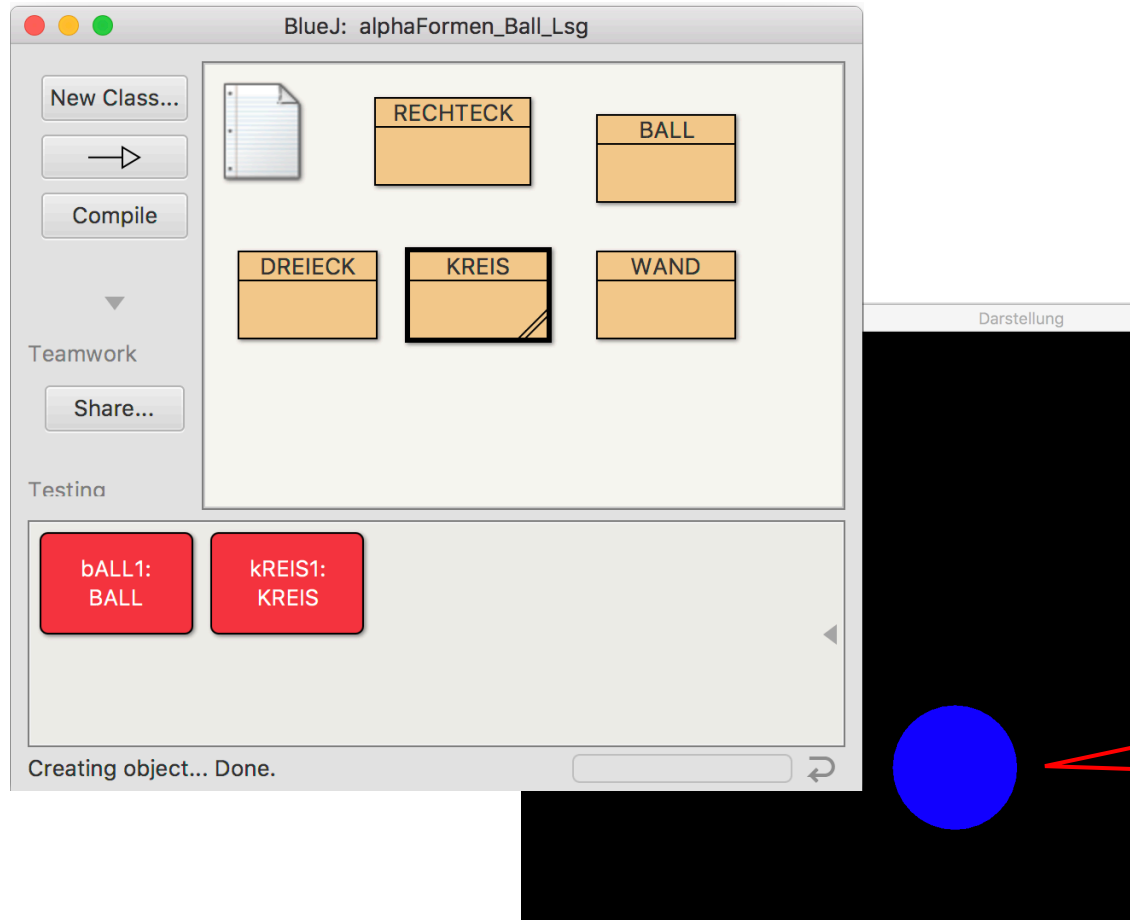 BlueJ: alphaFormen_Ball_Lsg
New Class...
Compile
Teamwork
Share...
Testing
RECHTECK
BALL
DREIECK
KREIS
WAND
Darstellung
bALL1:
BALL
kREIS1:
KREIS
Creating object... Done.